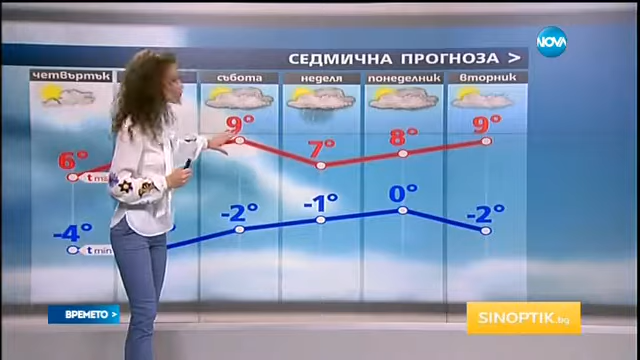 NOVA
СЕДМИЧНА ПРОГНОЗА >
четвъртък събота неделя понеделник вторник
6° 9° 7° 8° 9°
t
-4° -2° -1° 0° -2°
t min
ВРЕМЕТО >
SINOPTIK.bg